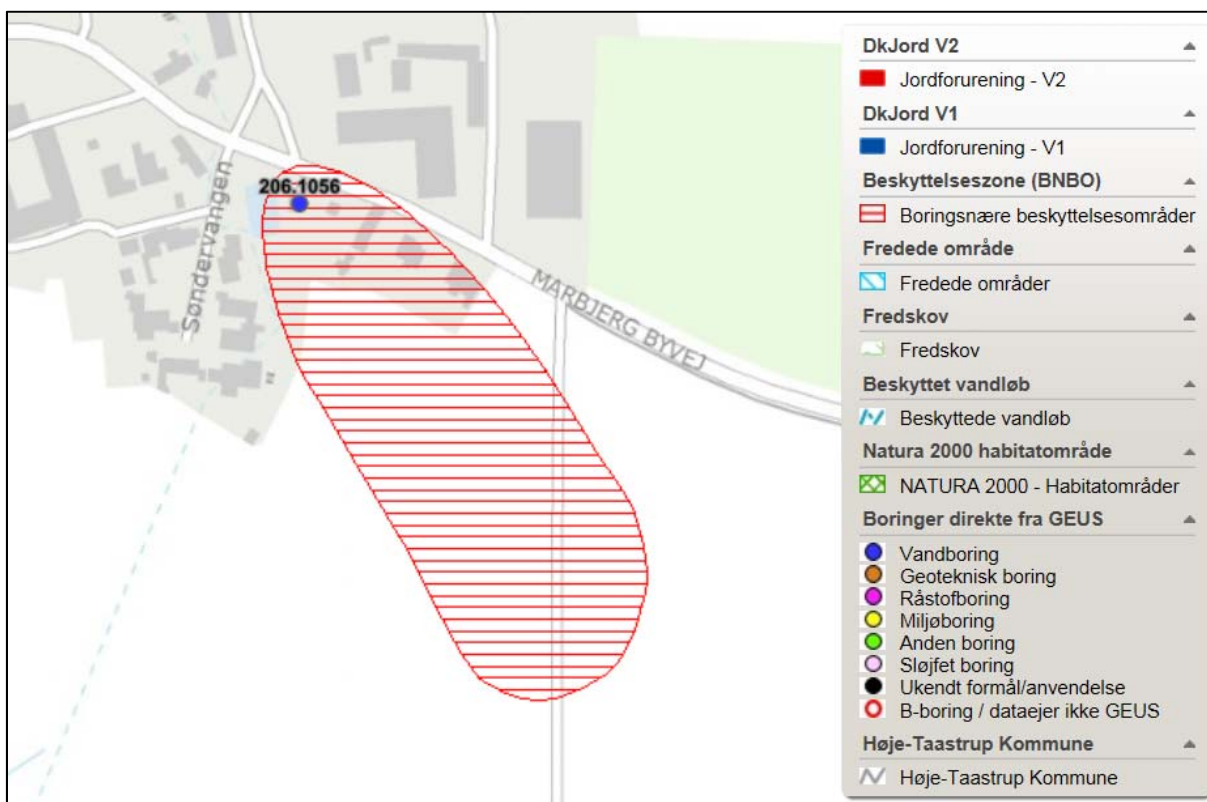 206.1056
Søndervangen
MARBJERG BYVEJ
DkJord V2
Jordforurening - V2
DkJord V1
Jordforurening - V1
Beskyttelseszone (BNBO)
Boringsnære beskyttelsesområder
Fredede område
Fredede områder
Fredskov
Fredskov
Beskyttet vandløb
Beskyttede vandløb
Natura 2000 habitatområde
NATURA 2000 - Habitatområder
Boringer direkte fra GEUS
Vandboring
Geoteknisk boring
Råstofboring
Miljøboring
Anden boring
Sløjfet boring
Ukendt formål/anvendelse
B-boring / dataejer ikke GEUS
Høje-Taastrup Kommune
Høje-Taastrup Kommune